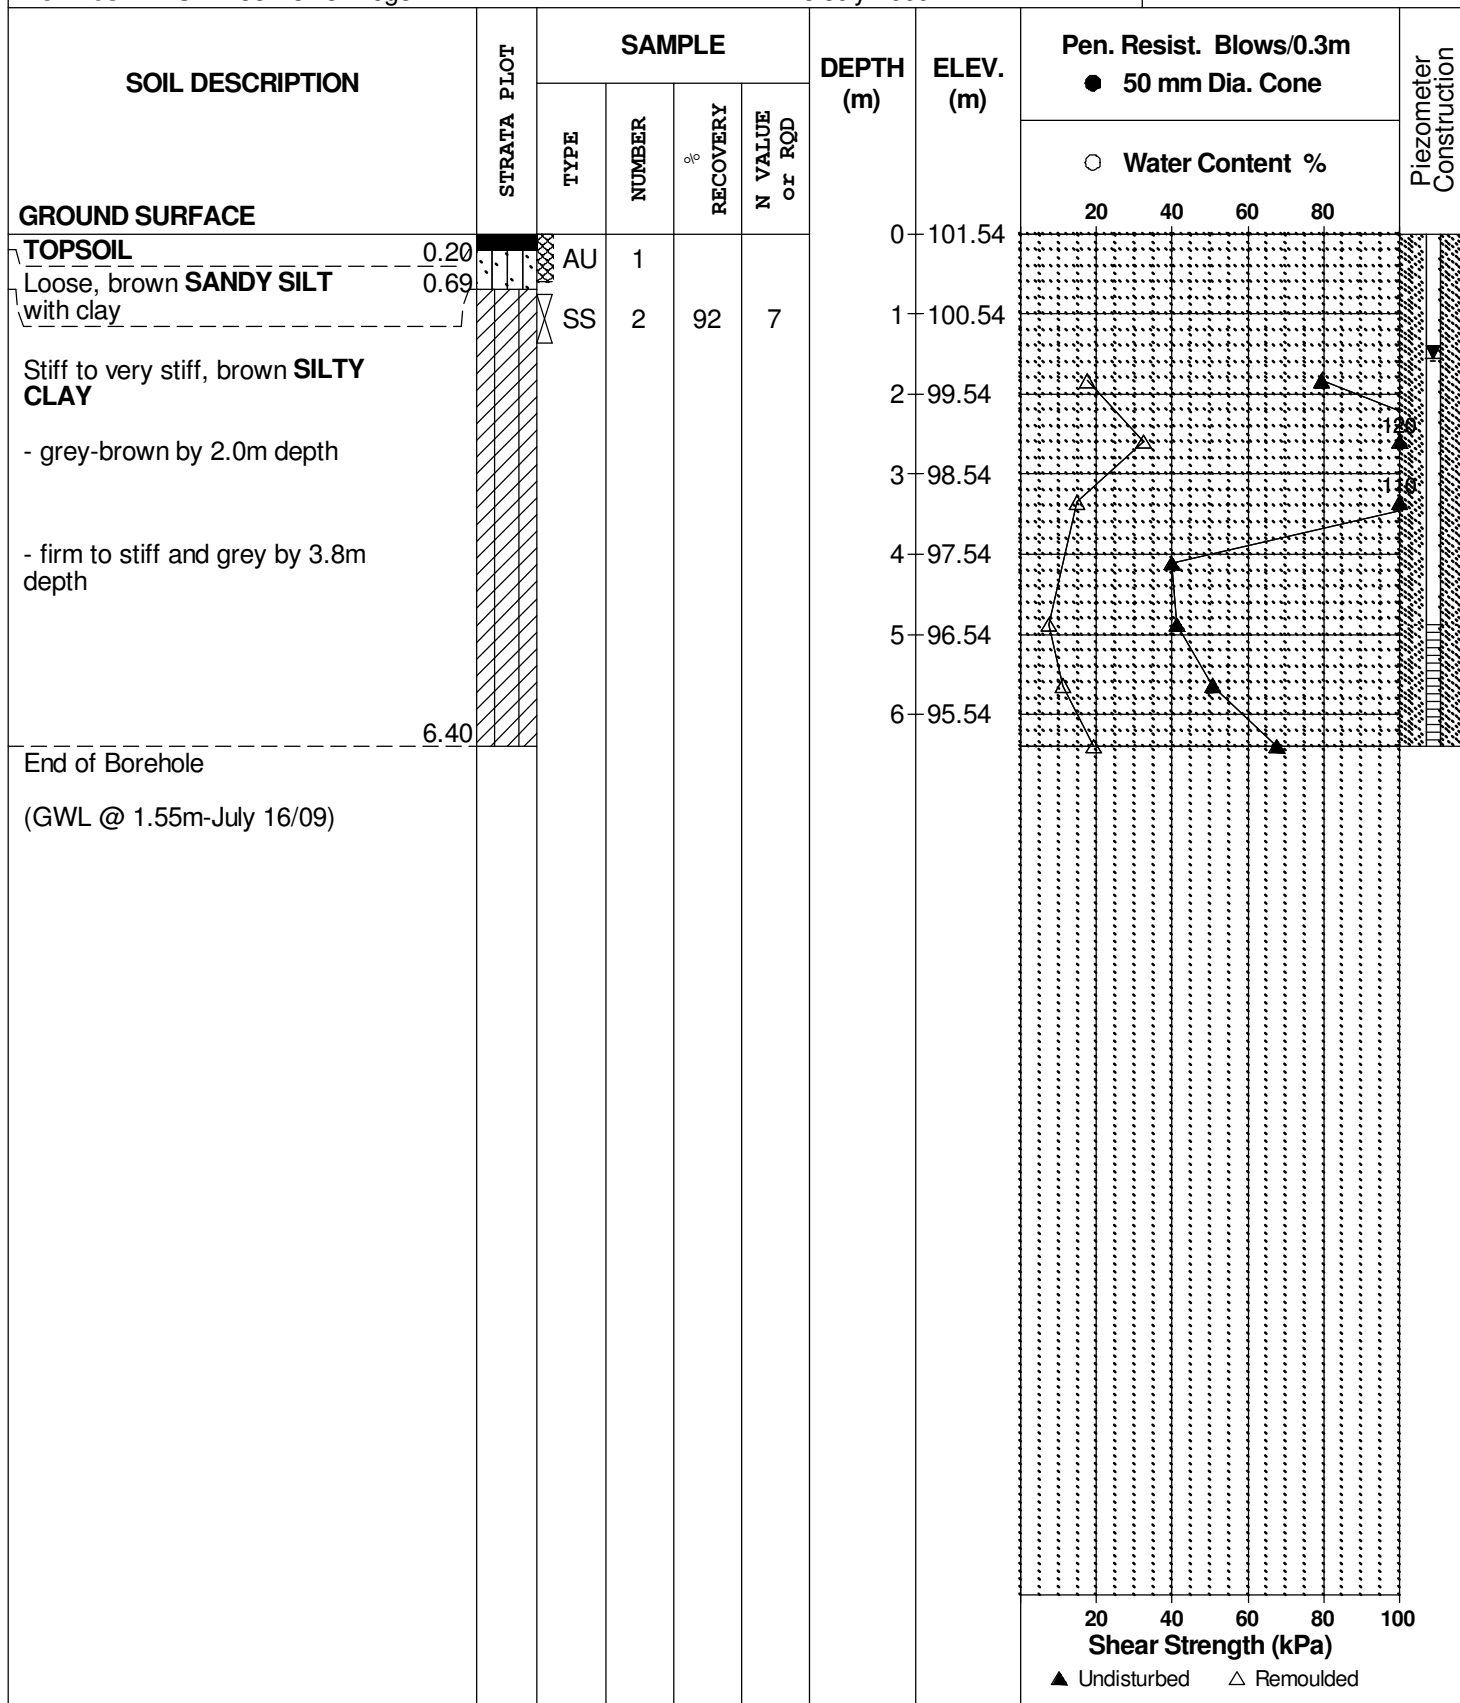 SOIL DESCRIPTION
GROUND SURFACE
STRATA PLOT
SAMPLE
TYPE
NUMBER
%
RECOVERY
N VALUE
or RQD
DEPTH
(m)
ELEV.
(m)
Pen. Resist. Blows/0.3m
● 50 mm Dia. Cone
○ Water Content %
20 40 60 80
Piezometer
Construction
TOPSOIL 0.20
Loose, brown SANDY SILT 0.69
with clay
Stiff to very stiff, brown SILTY
CLAY
- grey-brown by 2.0m depth
- firm to stiff and grey by 3.8m
depth
6.40
End of Borehole
(GWL @ 1.55m-July 16/09)
AU 1
SS 2 92 7
0 101.54
1 100.54
2 99.54
3 98.54
4 97.54
5 96.54
6 95.54
120
110
20 40 60 80 100
Shear Strength (kPa)
▲ Undisturbed △ Remoulded